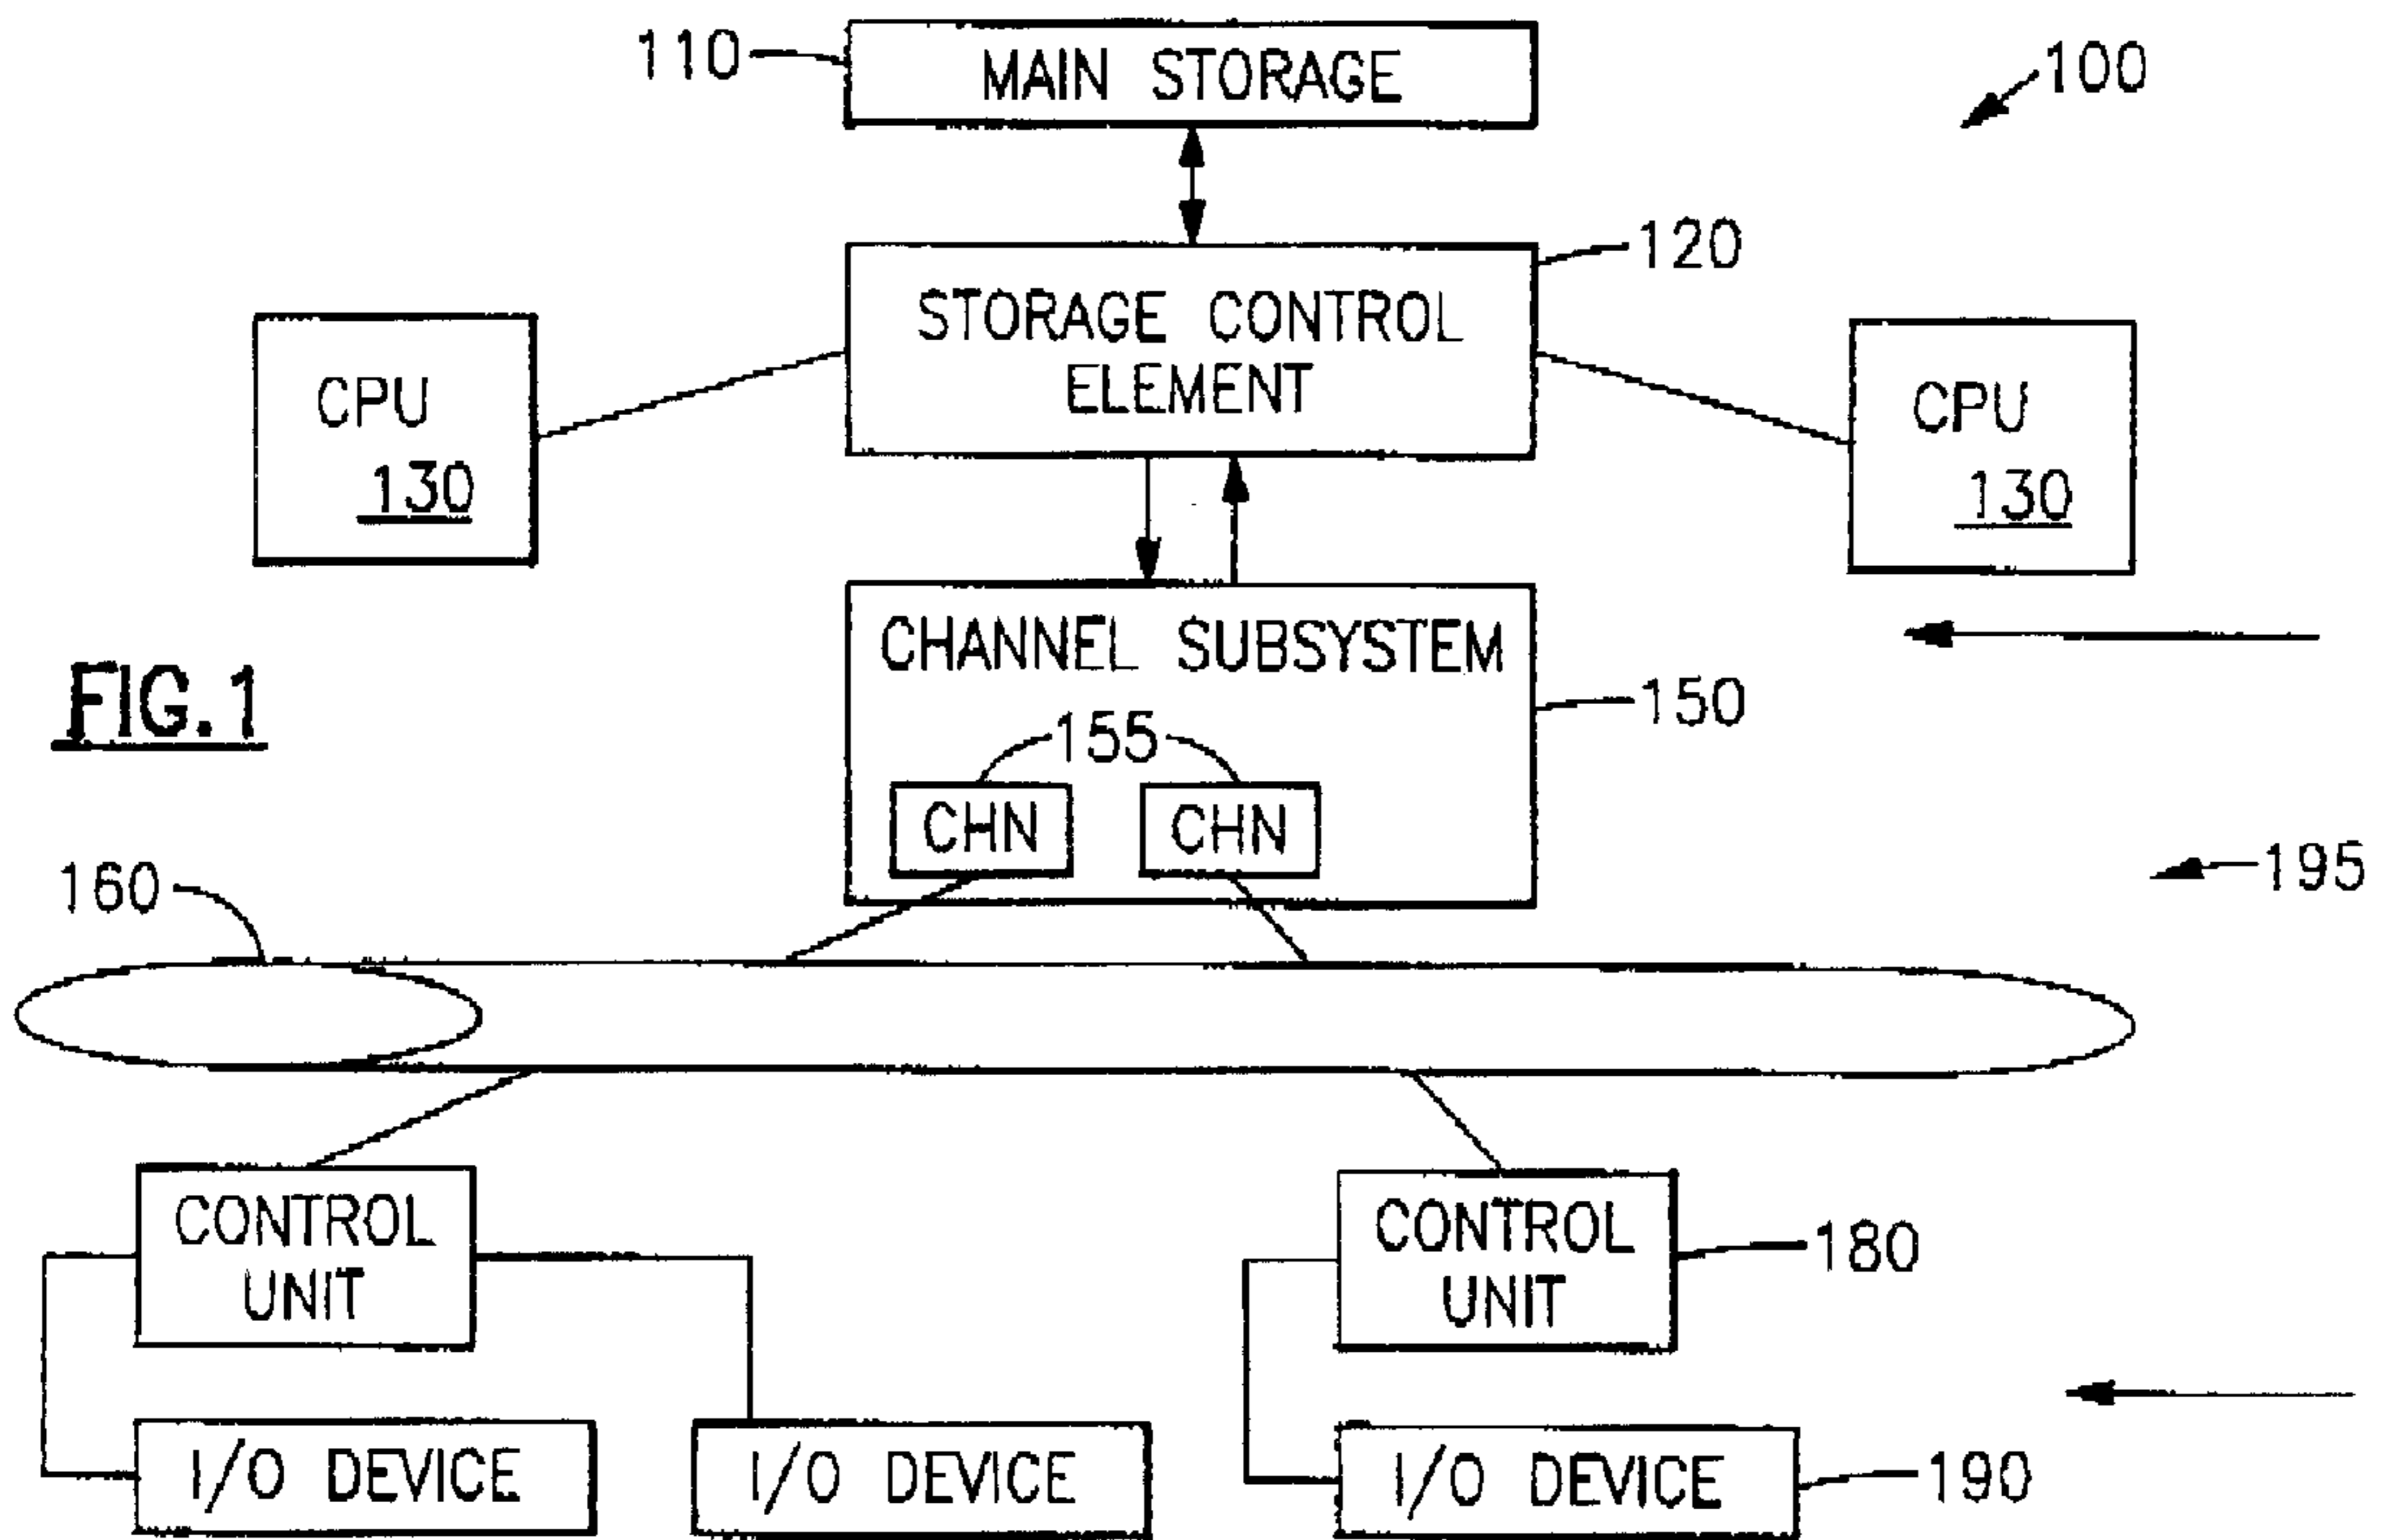 110
MAIN STORAGE
100
120
STORAGE CONTROL
ELEMENT
CPU
130
CPU
130
CHANNEL SUBSYSTEM
150
FIG. 1
155
CHN
CHN
160
195
CONTROL
UNIT
CONTROL
UNIT
180
I/O DEVICE
I/O DEVICE
I/O DEVICE
190